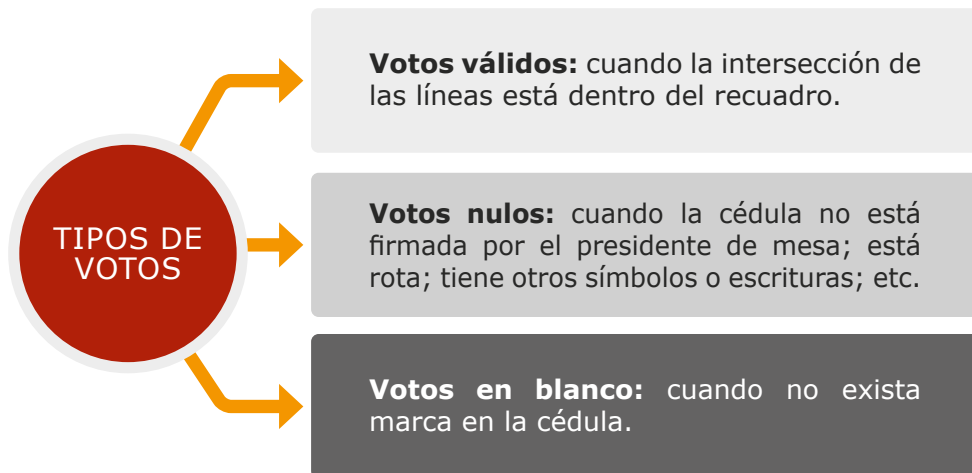 TIPOS DE
VOTOS
Votos válidos: cuando la intersección de
las líneas está dentro del recuadro.
Votos nulos: cuando la cédula no está
firmada por el presidente de mesa; está
rota; tiene otros símbolos o escrituras; etc.
Votos en blanco: cuando no exista
marca en la cédula.